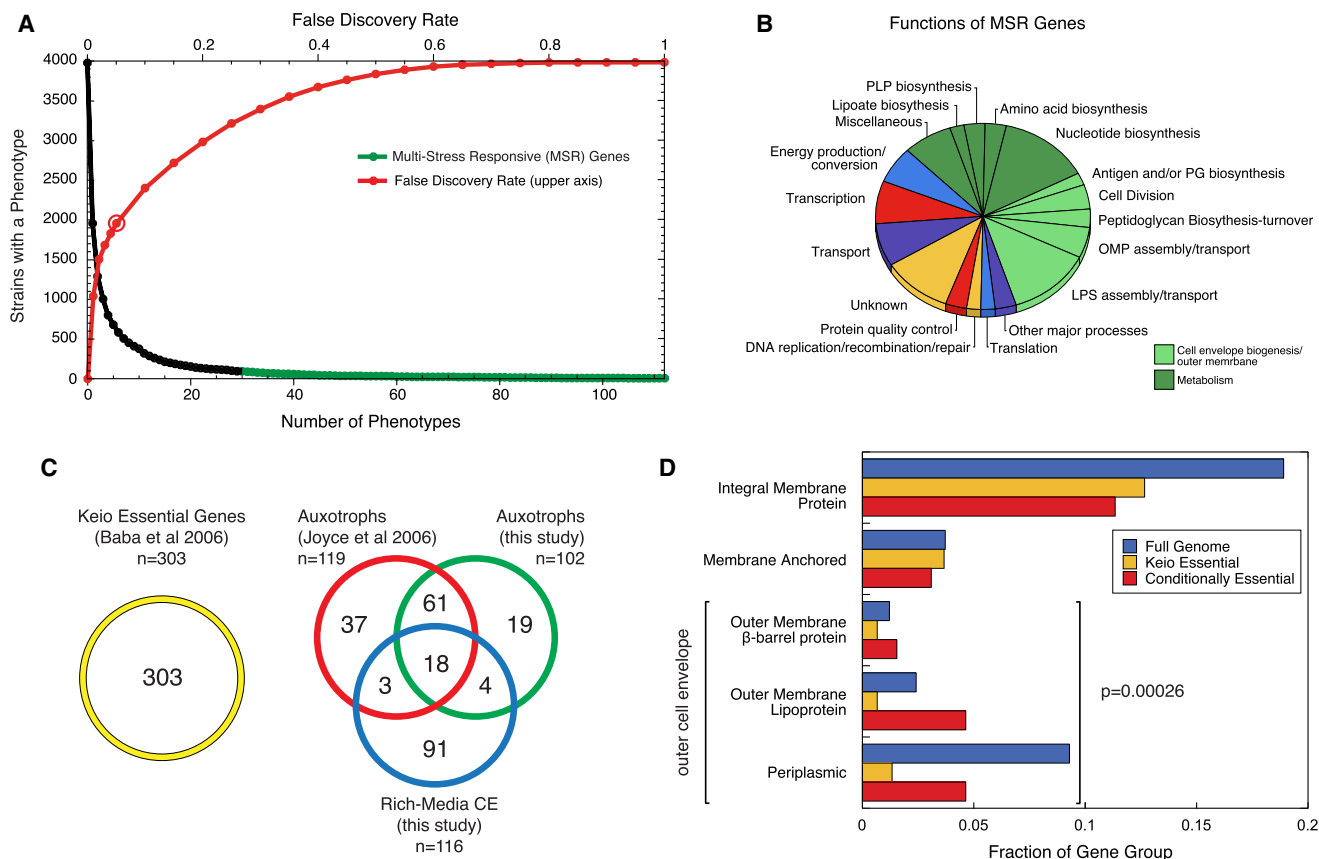 A
False Discovery Rate
0 0.2 0.4 0.6 0.8 1
4000
3500
3000
2500
2000
1500
1000
500
0
Strains with a Phenotype
Multi-Stress Responsive (MSR) Genes
False Discovery Rate (upper axis)
0 20 40 60 80 100
Number of Phenotypes
B
Functions of MSR Genes
PLP biosynthesis
Lipoate biosythesis
Miscellaneous
Energy production/
conversion
Transcription
Transport
Unknown
Protein quality control
DNA replication/recombination/repair
Amino acid biosynthesis
Nucleotide biosynthesis
Antigen and/or PG biosynthesis
Cell Division
Peptidoglycan Biosythesis-turnover
OMP assembly/transport
LPS assembly/transport
Other major processes
Translation
Cell envelope biogenesis/
outer memrbane
Metabolism
C
Keio Essential Genes
(Baba et al 2006)
n=303
303
Auxotrophs
(Joyce et al 2006)
n=119
Auxotrophs
(this study)
n=102
37
61
19
18
3
4
91
Rich-Media CE
(this study)
n=116
D
Integral Membrane
Protein
Membrane Anchored
Outer Membrane
β-barrel protein
Outer Membrane
Lipoprotein
Periplasmic
outer cell envelope
Full Genome
Keio Essential
Conditionally Essential
p=0.00026
0 0.05 0.1 0.15 0.2
Fraction of Gene Group